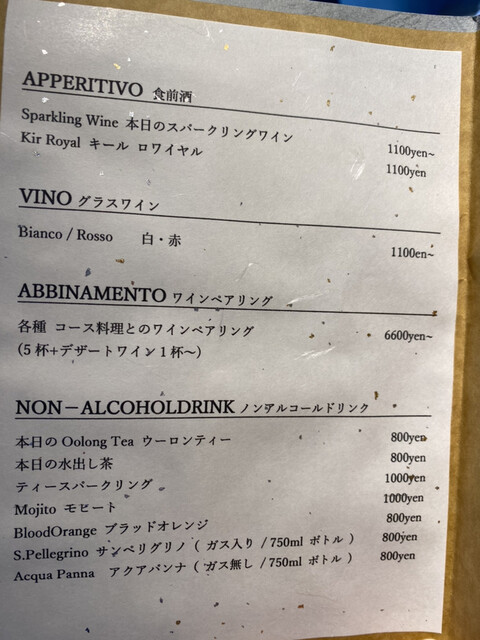 APPERITIVO 食前酒
Sparkling Wine 本日のスパークリングワイン 1100yen~
Kir Royal キール ロワイヤル 1100yen
VINO グラスワイン
Bianco / Rosso 白・赤 1100en~
ABBINAMENTO ワインペアリング
各種 コース料理とのワインペアリング 6600yen~
(5杯+デザートワイン1杯〜)
NON－ALCOHOLDRINK ノンアルコールドリンク
本日の Oolong Tea ウーロンティー 800yen
本日の水出し茶 800yen
ティースパークリング 1000yen
Mojito モヒート 1000yen
BloodOrange ブラッドオレンジ 800yen
S.Pellegrino サンペリグリノ ( ガス入り / 750ml ボトル ) 800yen
Acqua Panna アクアパンナ ( ガス無し / 750ml ボトル ) 800yen